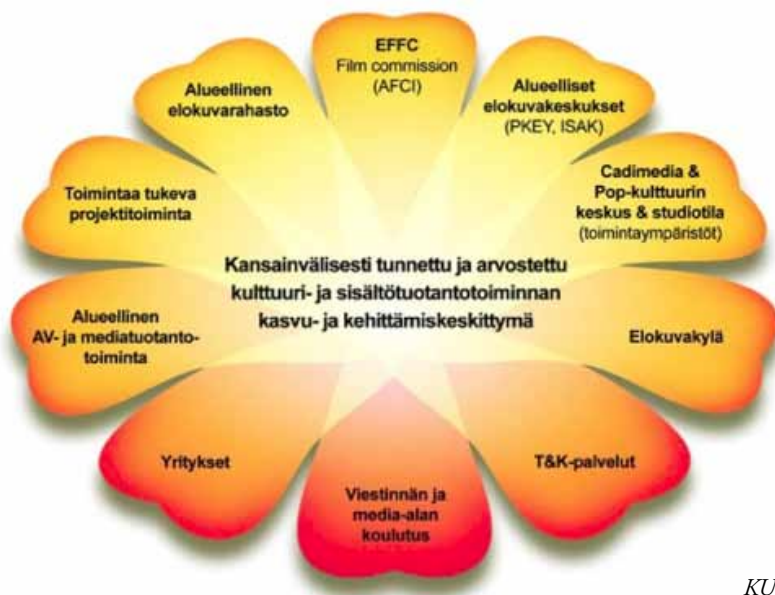 EFFC
Film commission
(AFCI)
Alueelliset
elokuvakeskukset
(PKEY, ISAK)
Cadimedia &
Pop-kulttuurin
keskus & studiotila
(toimintaympäristöt)
Elokuvakylä
T&K-palvelut
Viestinnän ja
media-alan
koulutus
Yritykset
Alueellinen
AV- ja mediatuotanto-
toiminta
Toimintaa tukeva
projektitoiminta
Alueellinen
elokuvarahasto
Kansainvälisesti tunnettu ja arvostettu
kulttuuri- ja sisältötuotantotoiminnan
kasvu- ja kehittämiskeskittymä
KU